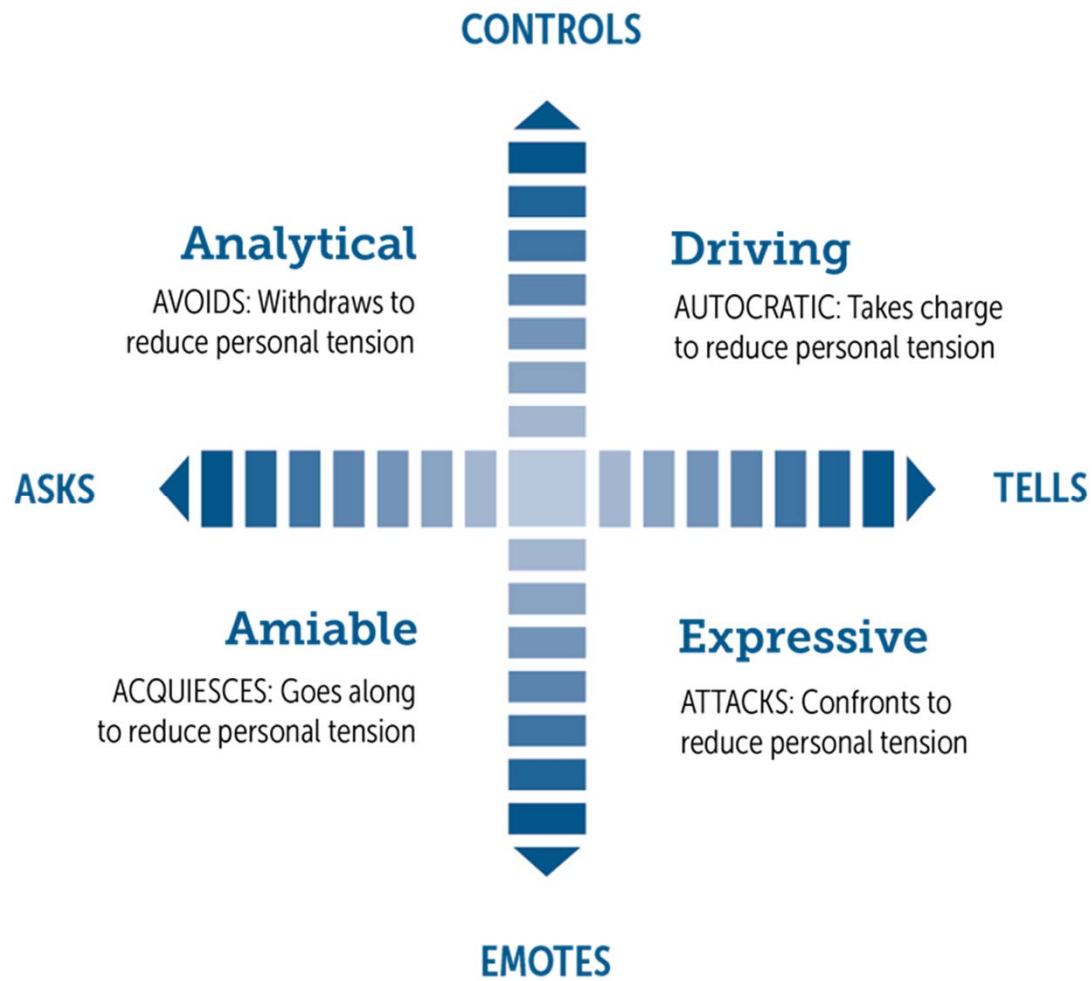 CONTROLS
Analytical
AVOIDS: Withdraws to
reduce personal tension
Driving
AUTOCRATIC: Takes charge
to reduce personal tension
ASKS
TELLS
Amiable
ACQUIESCES: Goes along
to reduce personal tension
Expressive
ATTACKS: Confronts to
reduce personal tension
EMOTES